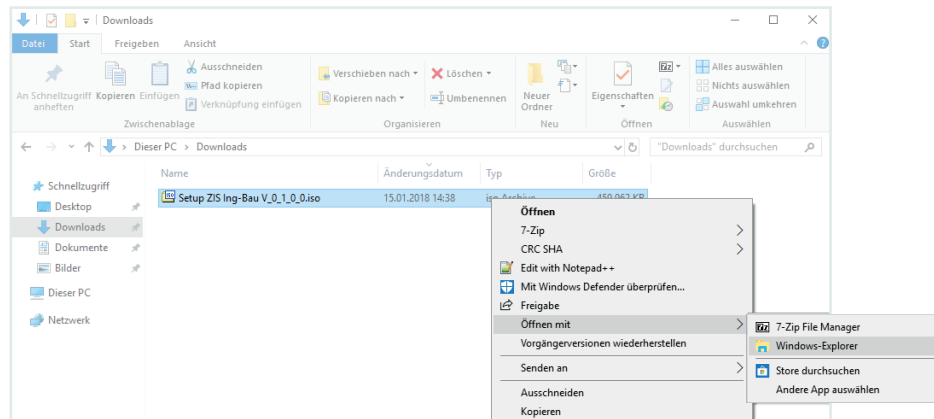 Downloads
Datei Start Freigeben Ansicht
An Schnellzugriff anheften
Kopieren
Einfügen
Ausschneiden
Pfad kopieren
Verknüpfung einfügen
Zwischenablage
Verschieben nach
Kopieren nach
Löschen
Umbenennen
Organisieren
Neuer
Ordner
Neu
Eigenschaften
Öffnen
Alles auswählen
Nichts auswählen
Auswahl umkehren
Auswählen
Dieser PC > Downloads
"Downloads" durchsuchen
Name Änderungsdatum Typ Größe
Setup ZIS Ing-Bau V_0_1_0_0.iso 15.01.2018 14:38 iso Archive 450.962 KB
Schnellzugriff
Desktop
Downloads
Dokumente
Bilder
Dieser PC
Netzwerk
Öffnen
7-Zip
CRC SHA
Edit with Notepad++
Mit Windows Defender überprüfen...
Freigabe
Öffnen mit
Vorgängerversionen wiederherstellen
Senden an
Ausschneiden
Kopieren
7-Zip File Manager
Windows-Explorer
Store durchsuchen
Andere App auswählen